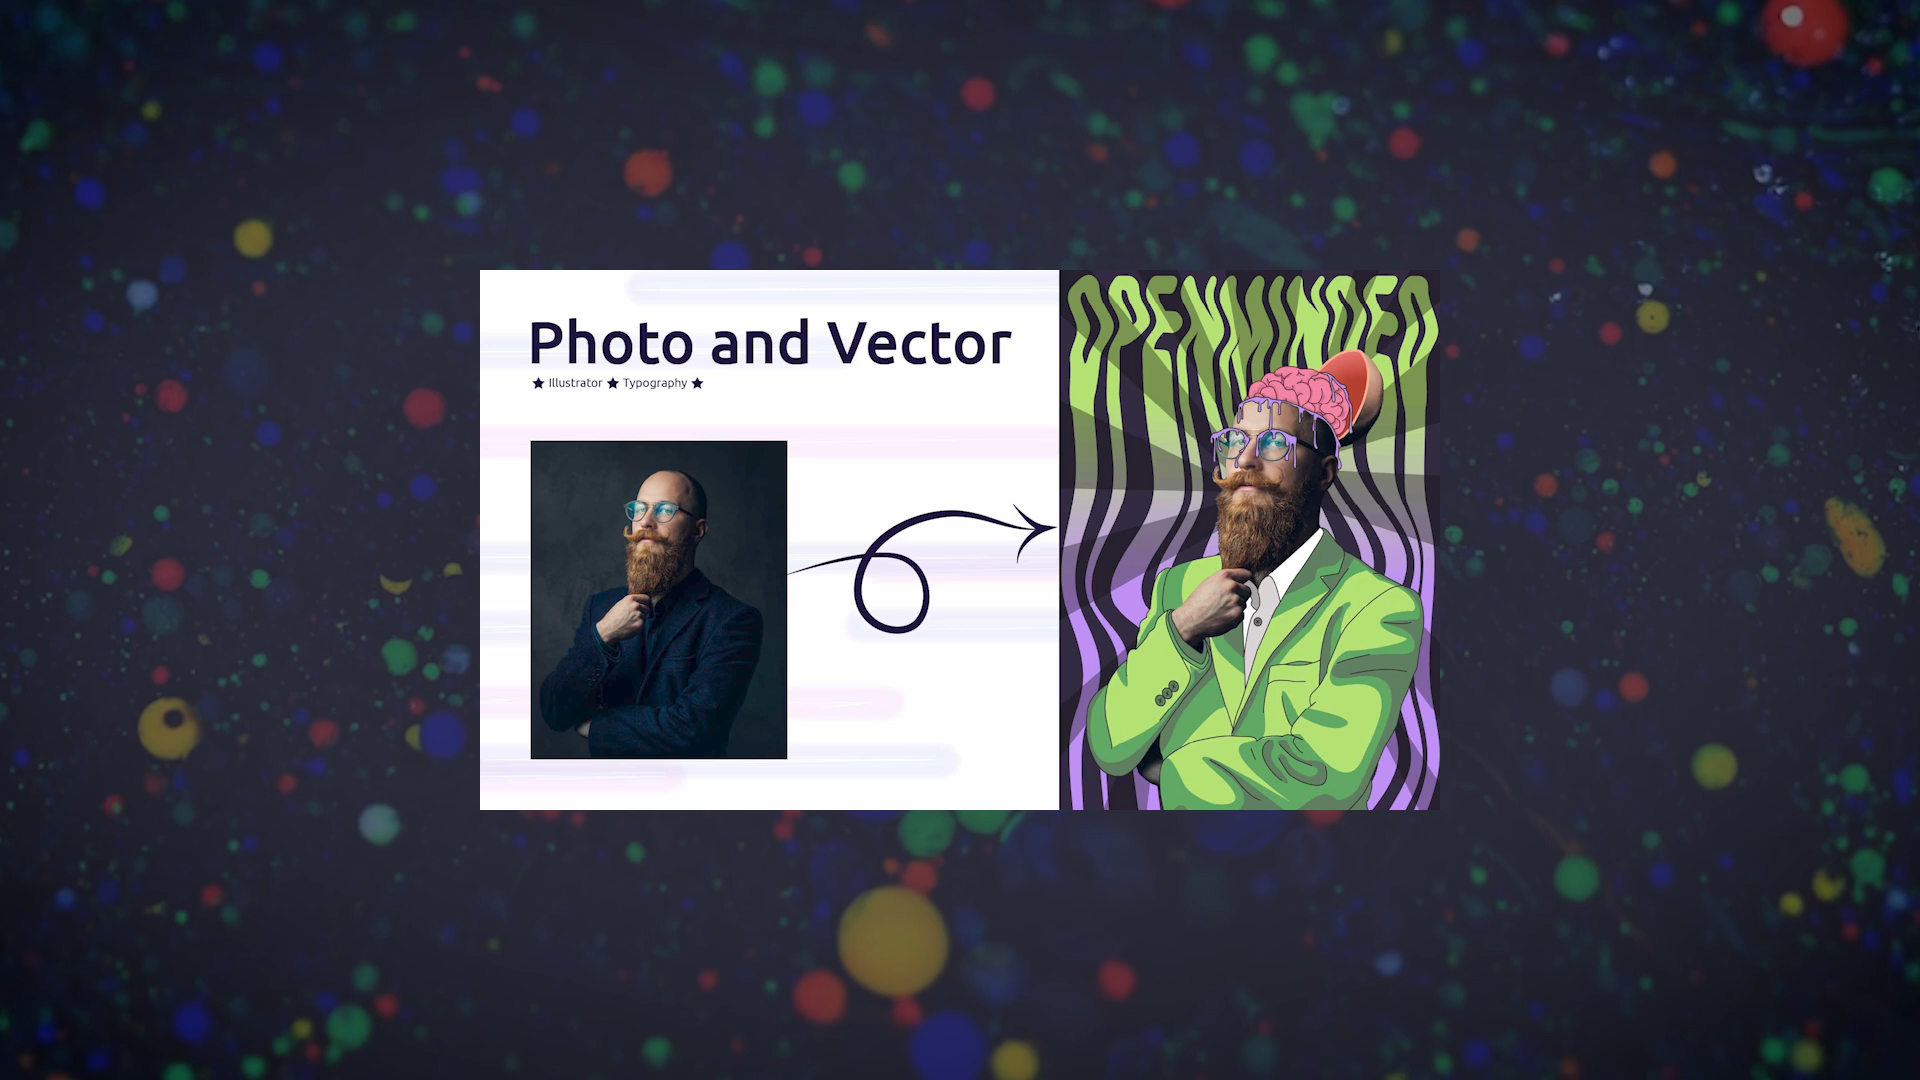 Photo and Vector
★ Illustrator ★ Typography ★
OPENMINDED